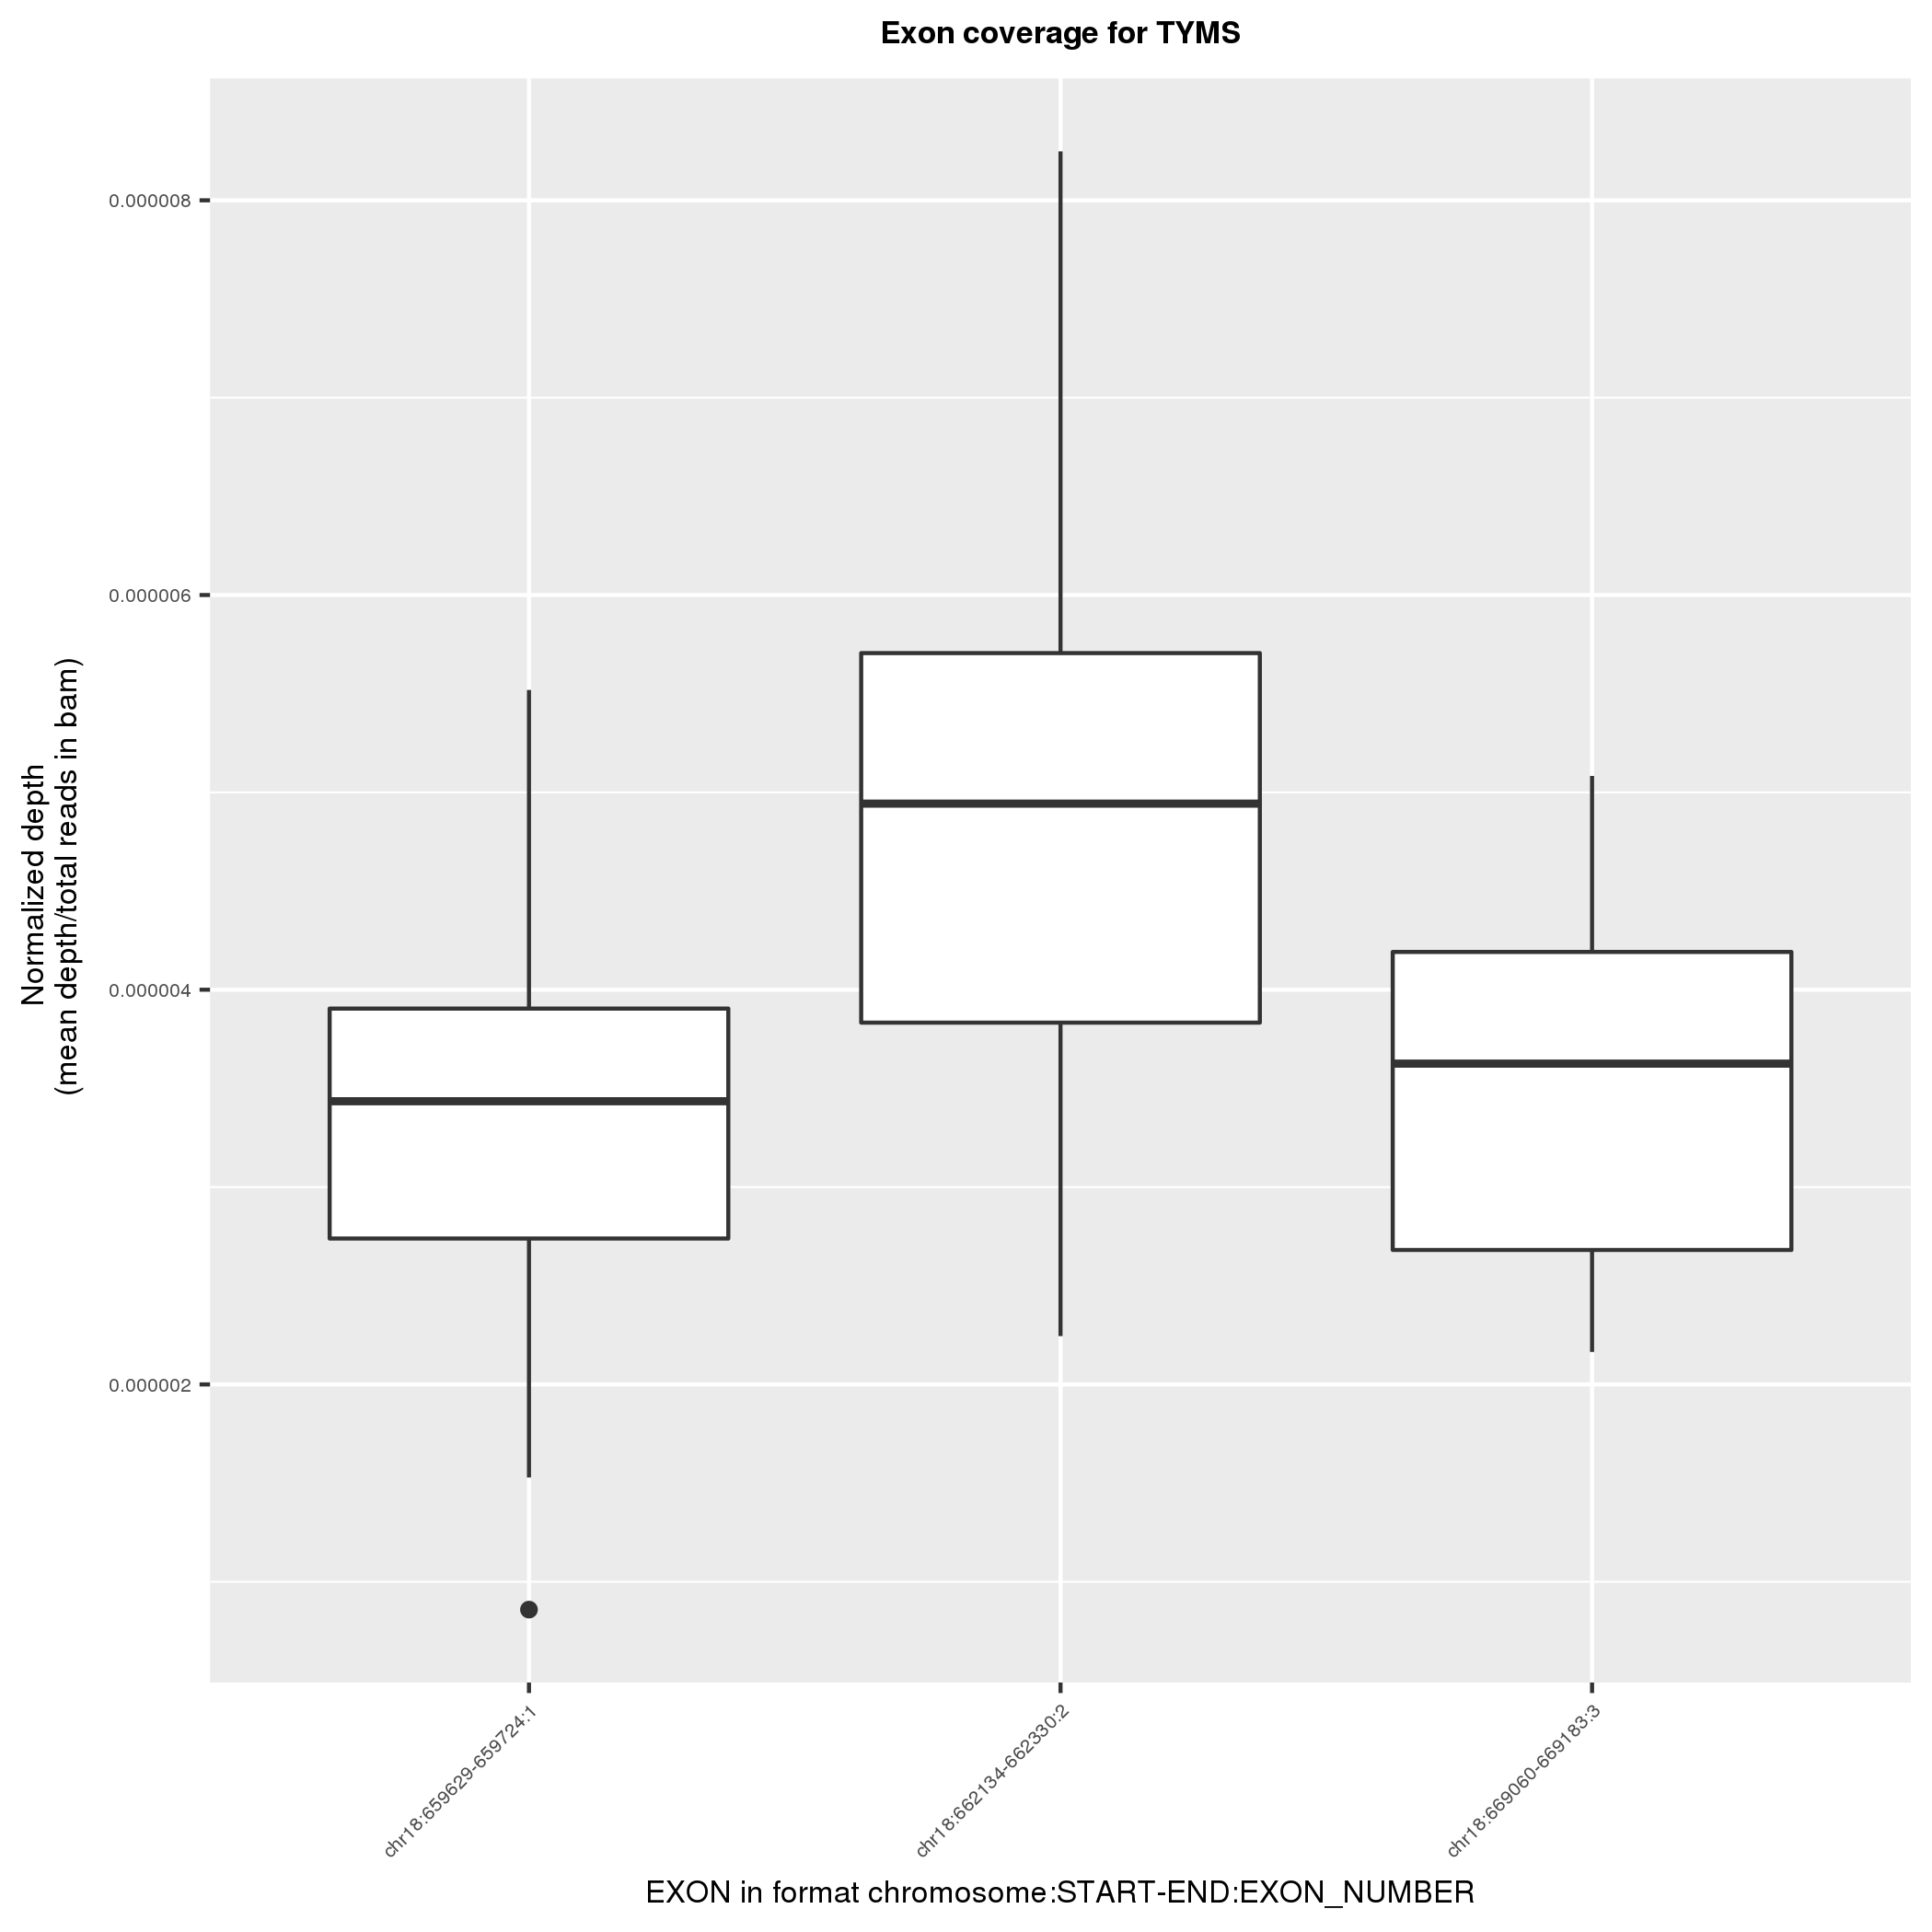 Exon coverage for TYMS
Normalized depth
(mean depth/total reads in bam)
0.000008
0.000006
0.000004
0.000002
chr18:659629-659724:1
chr18:662134-662330:2
chr18:669060-669183:3
EXON in format chromosome:START-END:EXON_NUMBER